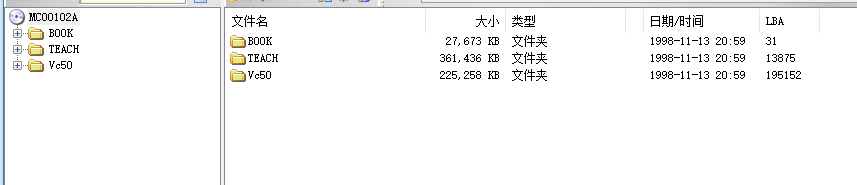 MC00102A
BOOK
TEACH
Vc50
文件名 大小 类型 日期/时间 LBA
BOOK 27,673 KB 文件夹 1998-11-13 20:59 31
TEACH 361,436 KB 文件夹 1998-11-13 20:59 13875
Vc50 225,258 KB 文件夹 1998-11-13 20:59 195152